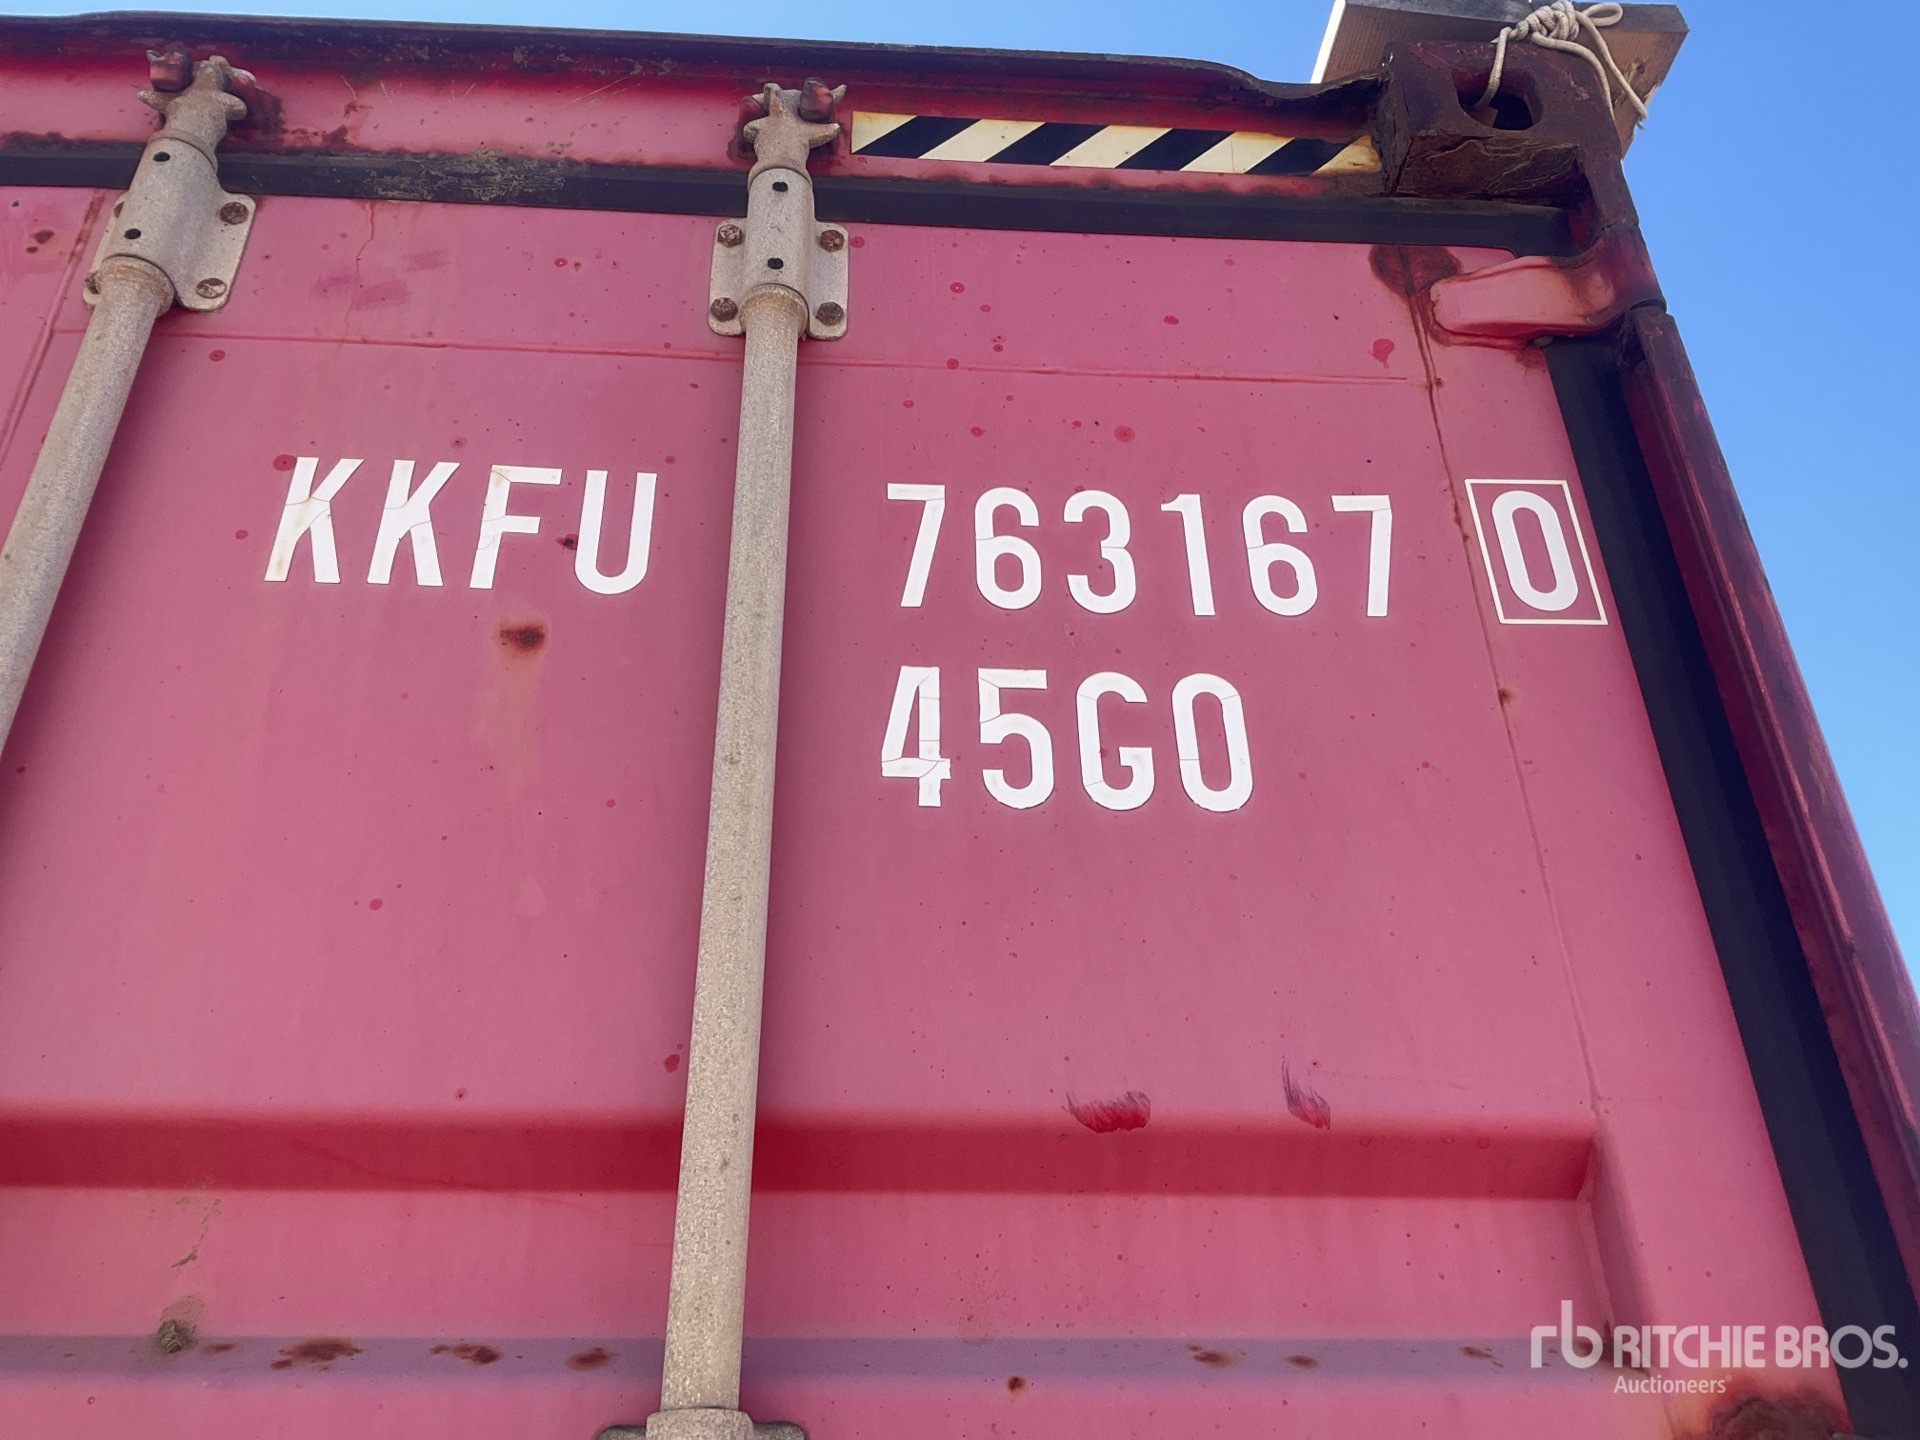 KKFU 763167 0
45G0
rb RITCHIE BROS.
Auctioneers